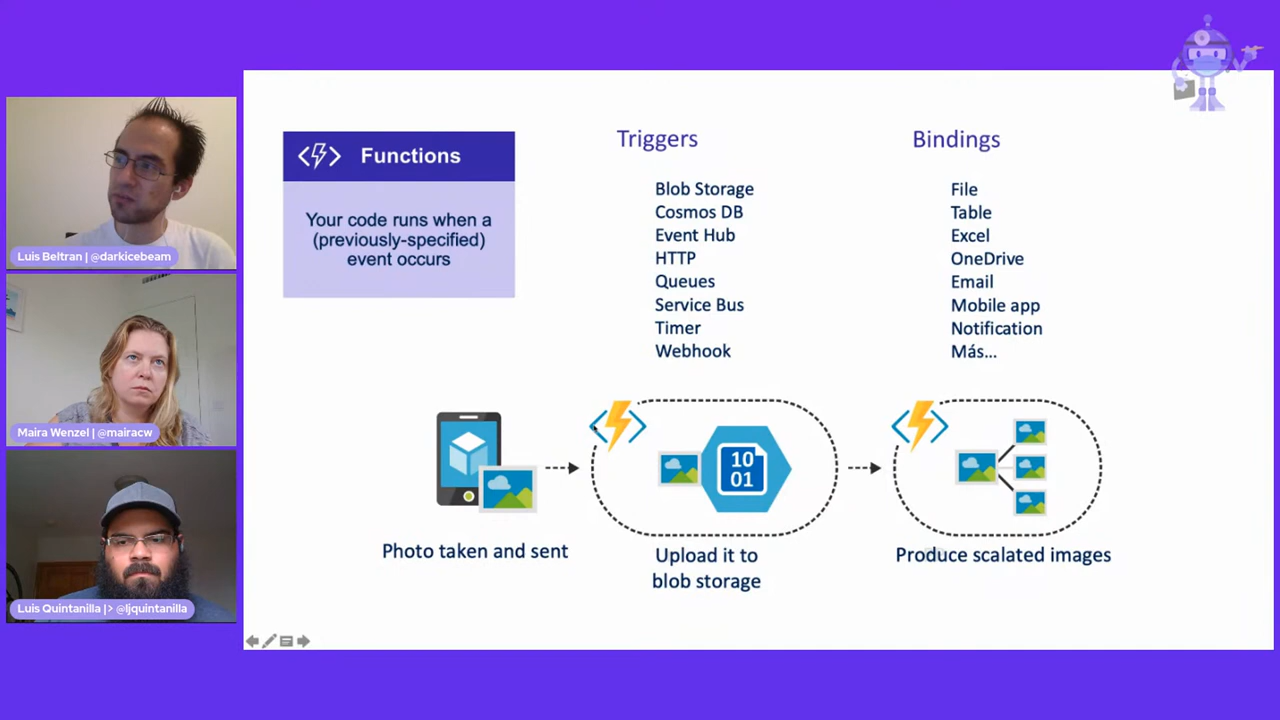 Luis Beltran | @darkicebeam
Maira Wenzel | @mairacw
Luis Quintanilla |> @ljquintanilla
Functions
Your code runs when a
(previously-specified)
event occurs
Triggers
Blob Storage
Cosmos DB
Event Hub
HTTP
Queues
Service Bus
Timer
Webhook
Bindings
File
Table
Excel
OneDrive
Email
Mobile app
Notification
Más...
10
01
Photo taken and sent
Upload it to
blob storage
Produce scalated images